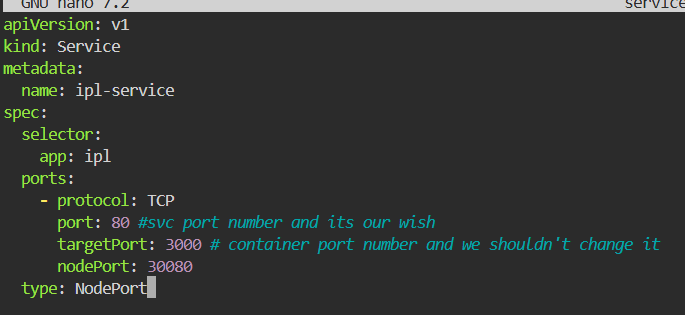 GNU nano 7.2 service
apiVersion: v1
kind: Service
metadata:
  name: ipl-service
spec:
  selector:
    app: ipl
  ports:
    - protocol: TCP
      port: 80 #svc port number and its our wish
      targetPort: 3000 # container port number and we shouldn't change it
      nodePort: 30080
  type: NodePort